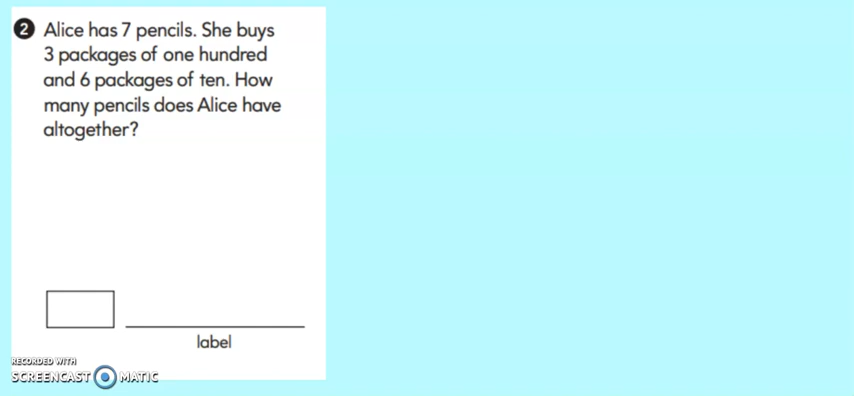 2 Alice has 7 pencils. She buys
3 packages of one hundred
and 6 packages of ten. How
many pencils does Alice have
altogether?
label
RECORDED WITH
SCREENCAST MATIC